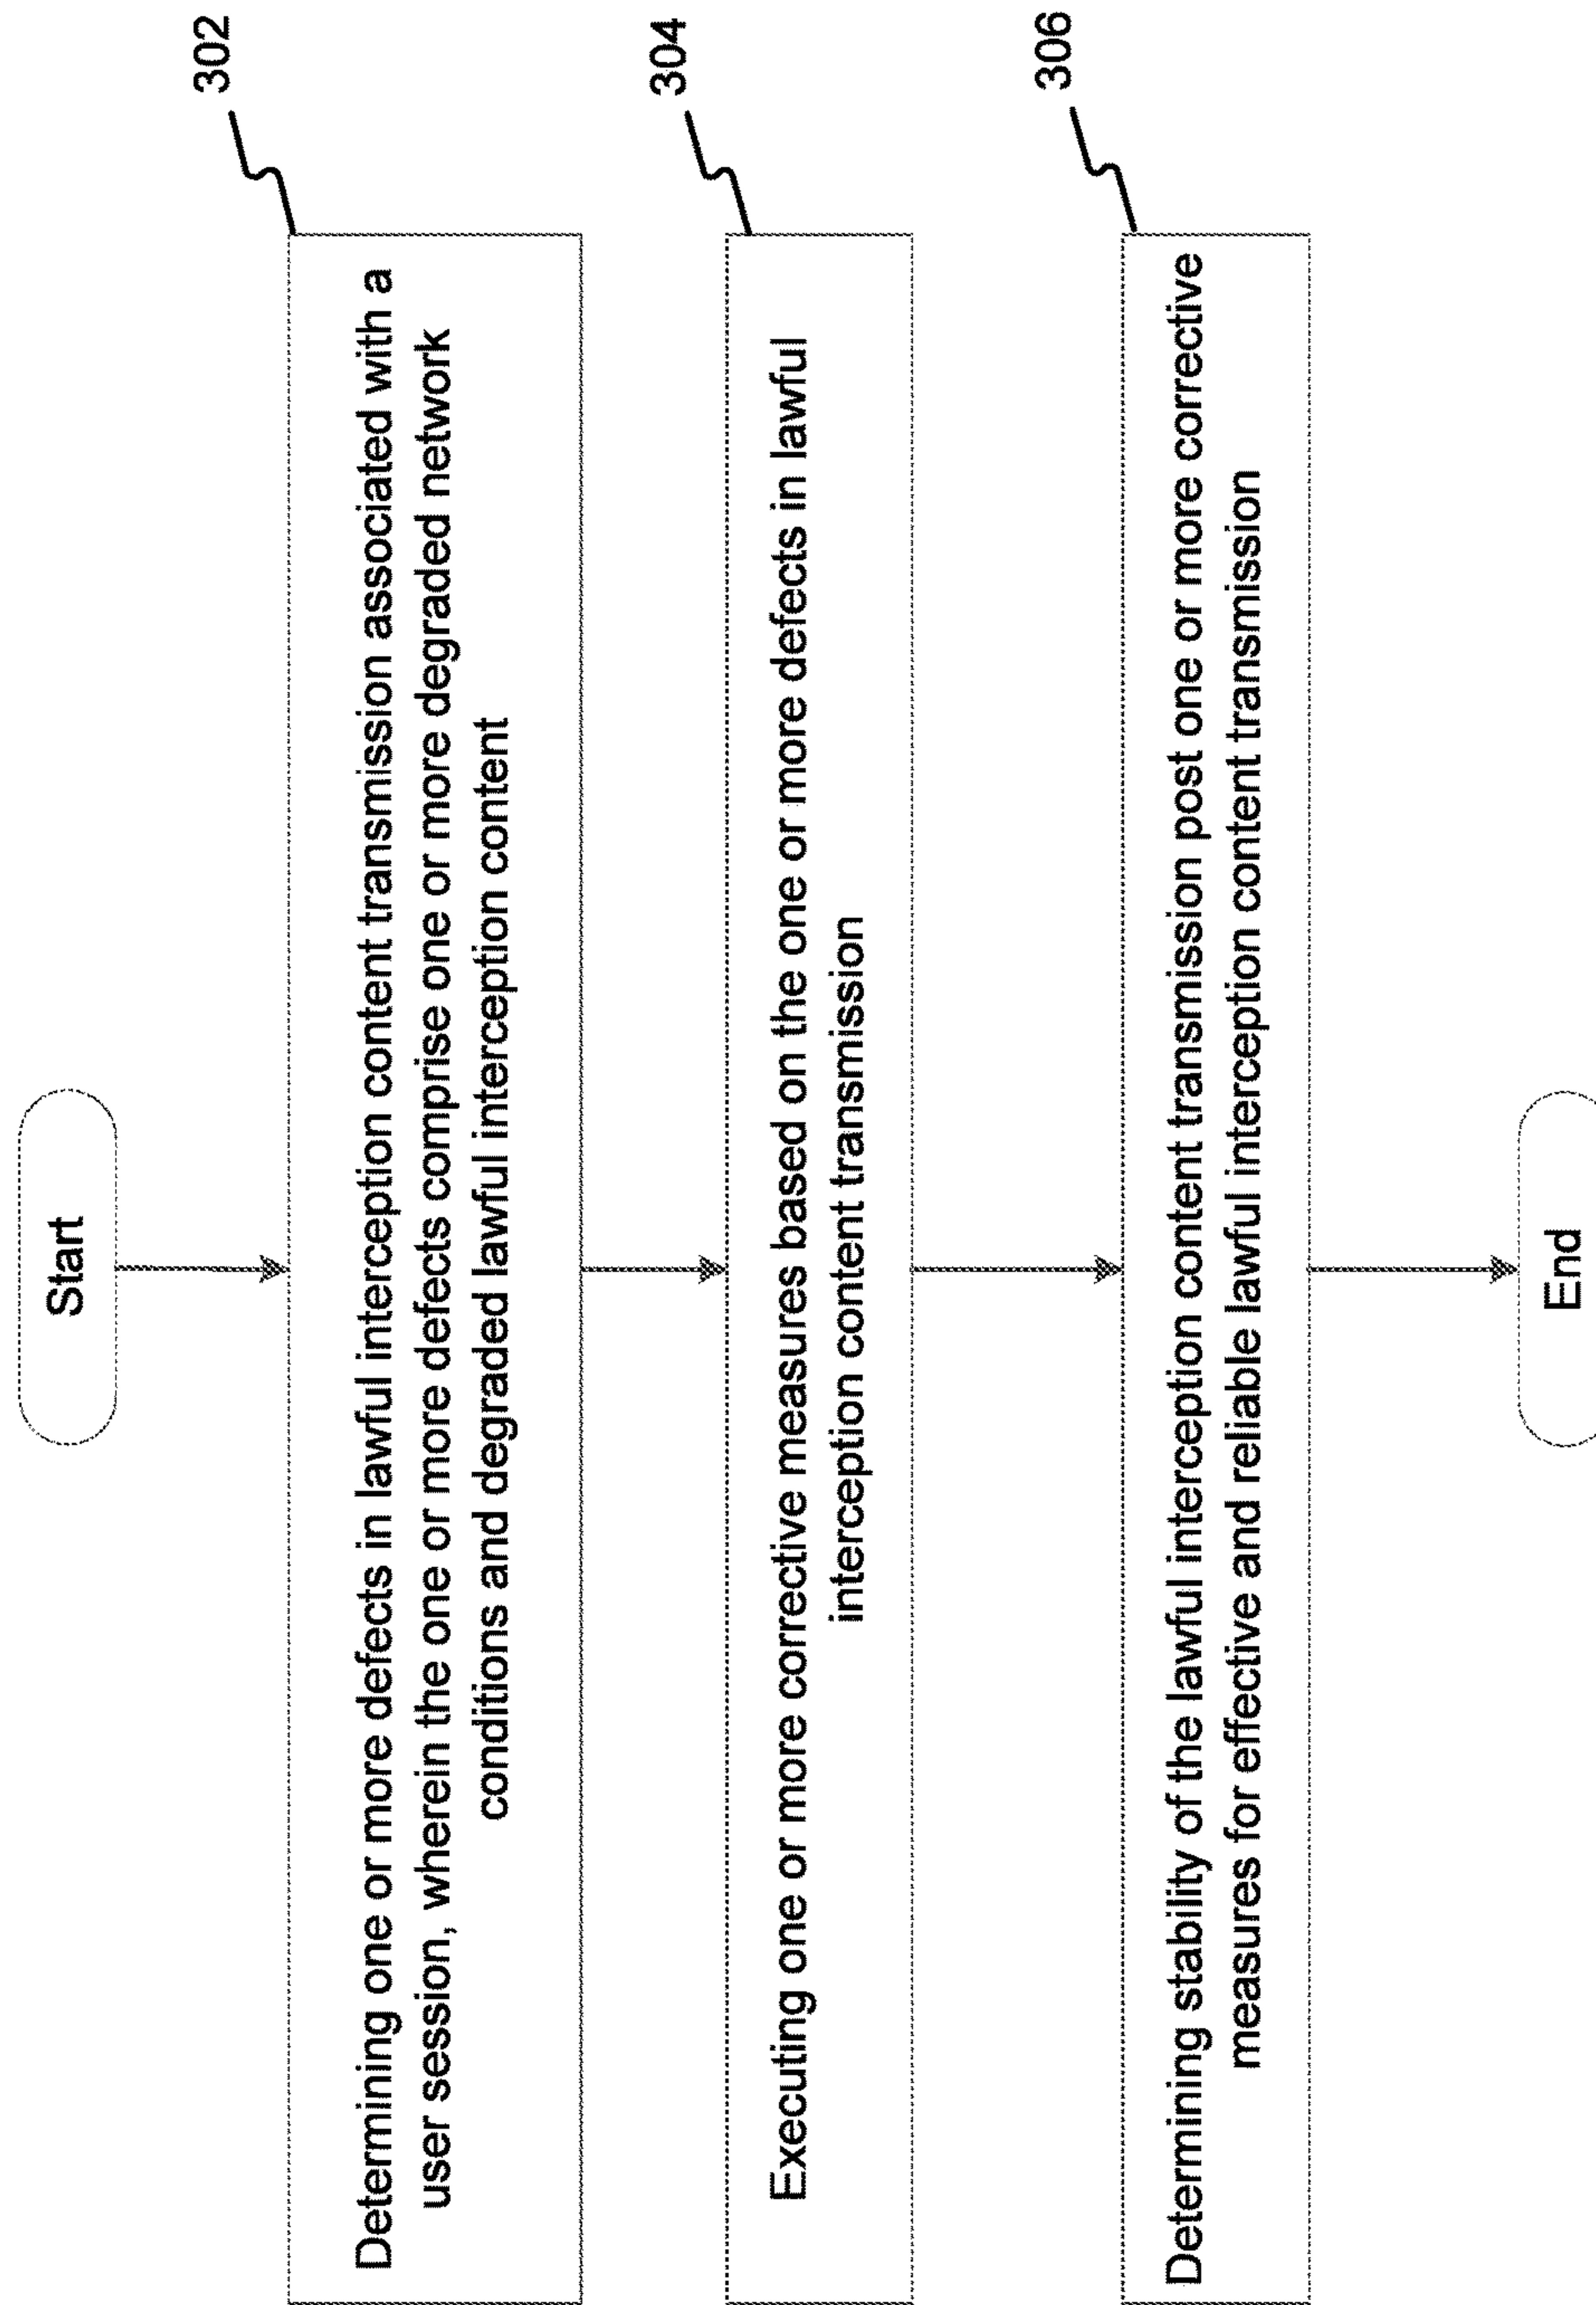 Start
302
Determining one or more defects in lawful interception content transmission associated with a
user session, wherein the one or more defects comprise one or more degraded network
conditions and degraded lawful interception content
304
Executing one or more corrective measures based on the one or more defects in lawful
interception content transmission
306
Determining stability of the lawful interception content transmission post one or more corrective
measures for effective and reliable lawful interception content transmission
End